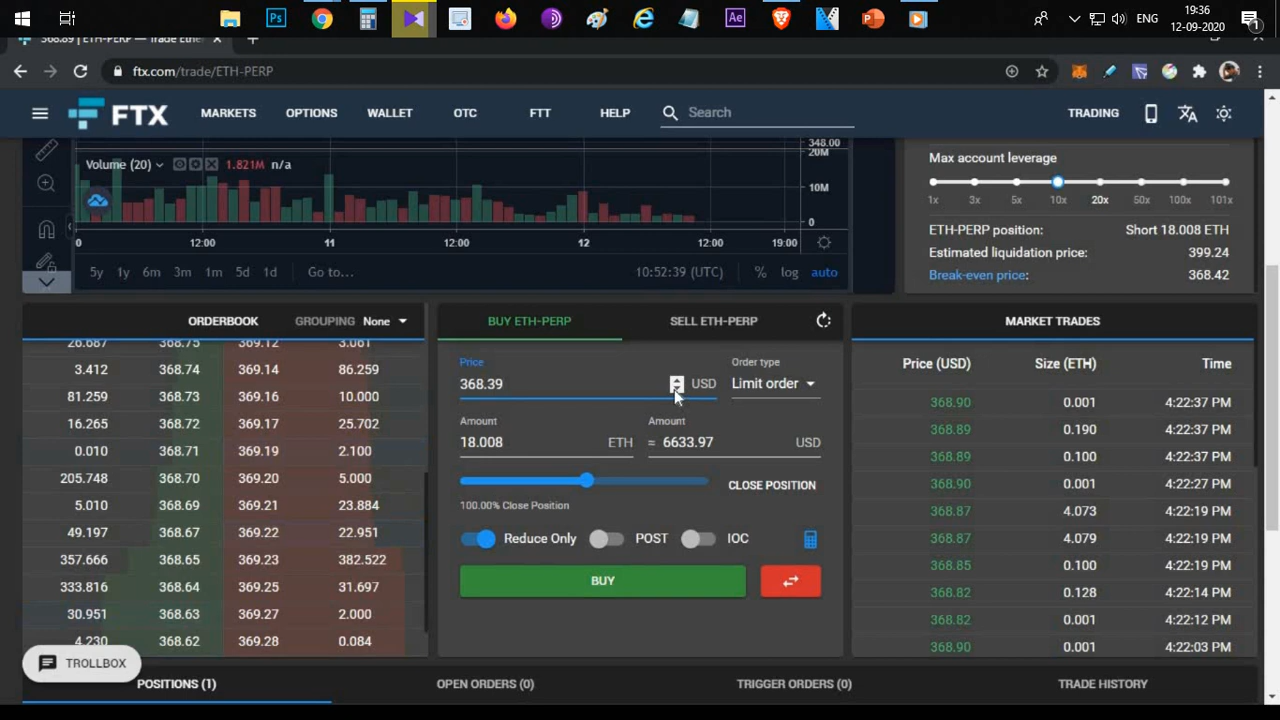 Ps
Ae
ENG
19:36
12-09-2020
368.89 | ETH-PERP — Trade Ethe
ftx.com/trade/ETH-PERP
FTX
MARKETS
OPTIONS
WALLET
OTC
FTT
HELP
Search
TRADING
Volume (20)
1.821M
n/a
348.00
20M
10M
0
0
12:00
11
12:00
12
12:00
19:00
5y
1y
6m
3m
1m
5d
1d
Go to...
10:52:39 (UTC)
%
log
auto
Max account leverage
1x
3x
5x
10x
20x
50x
100x
101x
ETH-PERP position: Short 18.008 ETH
Estimated liquidation price: 399.24
Break-even price: 368.42
ORDERBOOK
GROUPING None
26.687 368.75 369.12 3.081
3.412 368.74 369.14 86.259
81.259 368.73 369.16 10.000
16.265 368.72 369.17 25.702
0.010 368.71 369.19 2.100
205.748 368.70 369.20 5.000
5.010 368.69 369.21 23.884
49.197 368.67 369.22 22.951
357.666 368.65 369.23 382.522
333.816 368.64 369.25 31.697
30.951 368.63 369.27 2.000
4.230 368.62 369.28 0.084
TROLLBOX
BUY ETH-PERP
SELL ETH-PERP
Price
368.39 USD
Order type
Limit order
Amount
18.008 ETH
Amount
≈ 6633.97 USD
CLOSE POSITION
100.00% Close Position
Reduce Only
POST
IOC
BUY
MARKET TRADES
Price (USD) Size (ETH) Time
368.90 0.001 4:22:37 PM
368.89 0.190 4:22:37 PM
368.89 0.100 4:22:37 PM
368.90 0.001 4:22:27 PM
368.87 4.073 4:22:19 PM
368.87 4.079 4:22:19 PM
368.85 0.100 4:22:19 PM
368.82 0.128 4:22:14 PM
368.82 0.001 4:22:12 PM
368.90 0.001 4:22:03 PM
POSITIONS (1)
OPEN ORDERS (0)
TRIGGER ORDERS (0)
TRADE HISTORY